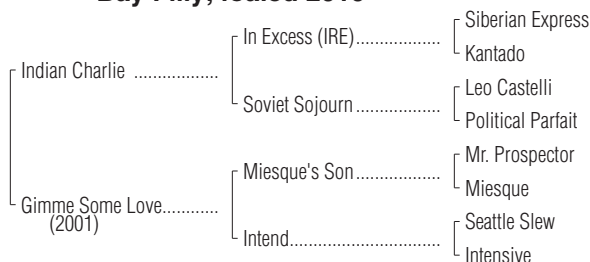 Bay Filly; foaled 2010
Siberian Express
In Excess (IRE)
Kantado
Indian Charlie
Leo Castelli
Soviet Sojourn
Political Parfait
Mr. Prospector
Miesque's Son
Miesque
Gimme Some Love
(2001)
Seattle Slew
Intend
Intensive